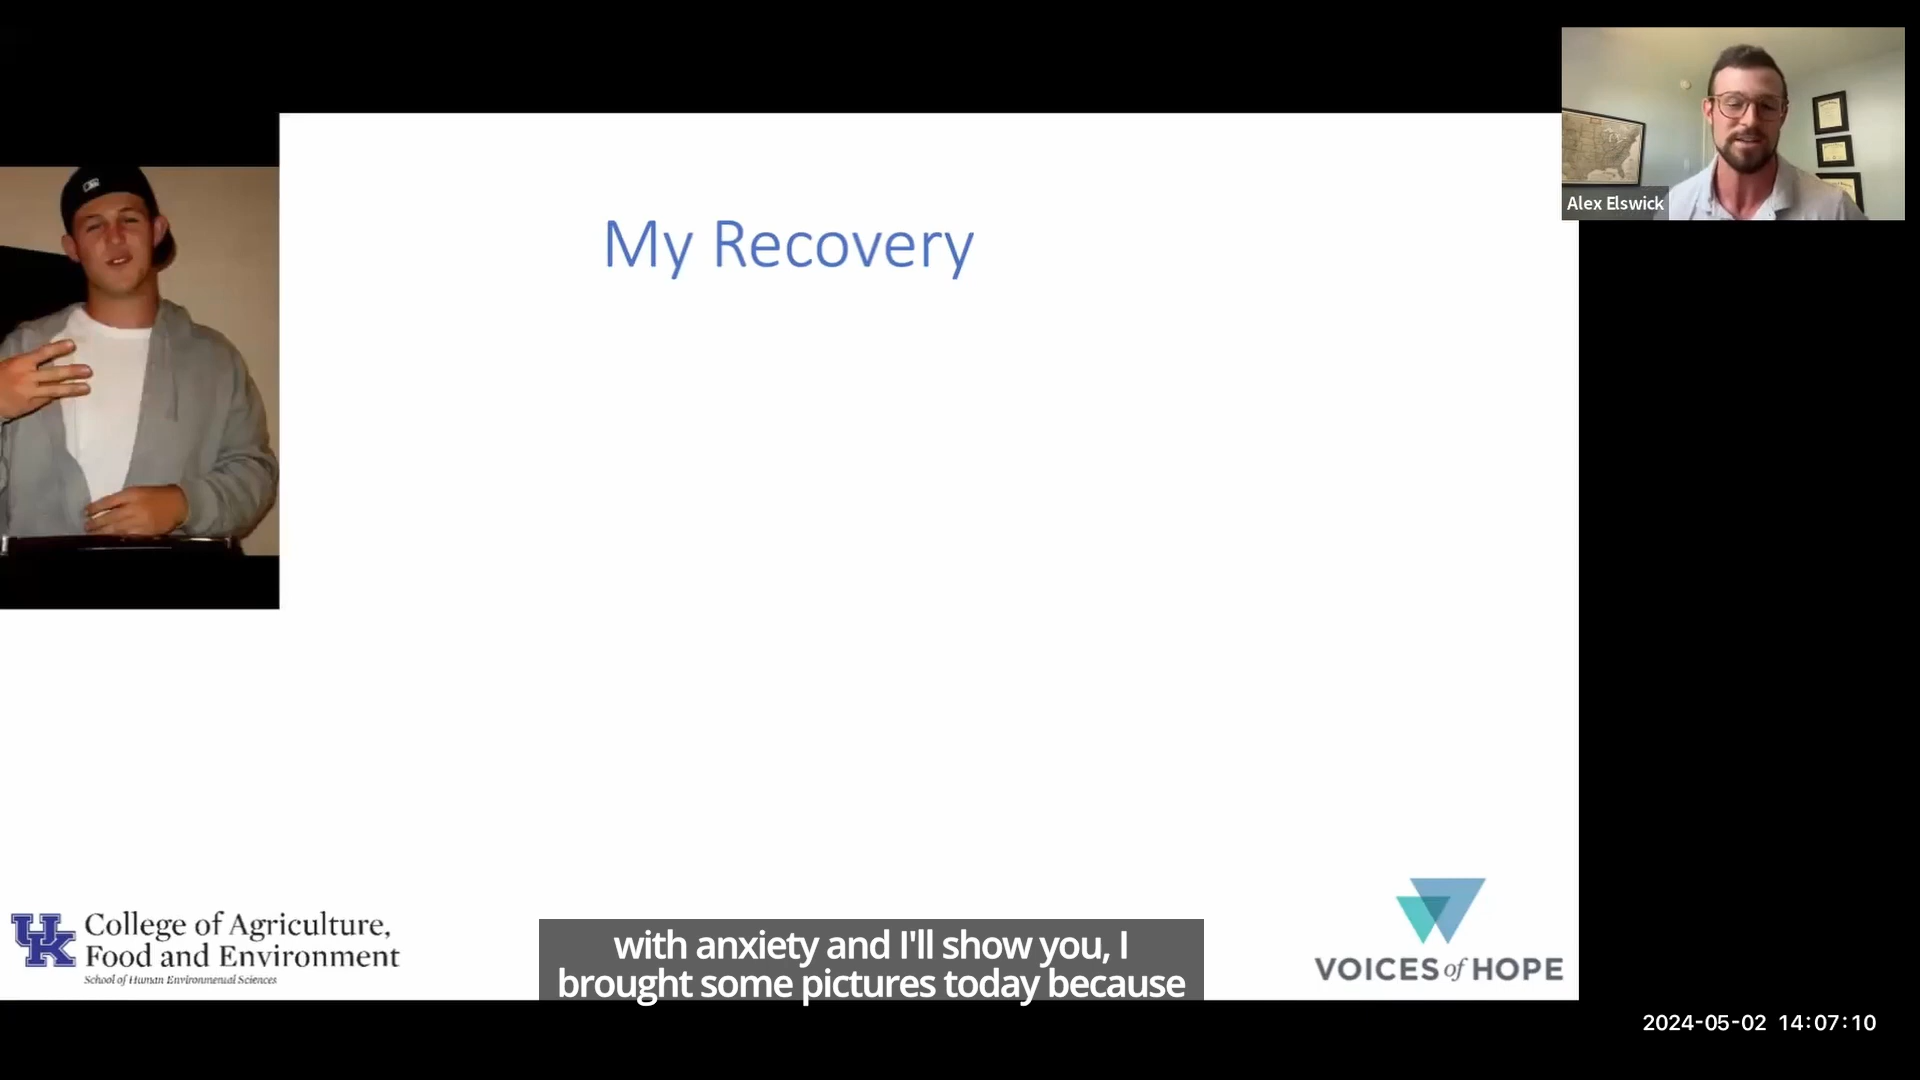 Alex Elswick
My Recovery
UK
College of Agriculture,
Food and Environment
School of Human Environmental Sciences
with anxiety and I'll show you, I
brought some pictures today because
VOICES of HOPE
2024-05-02 14:07:10